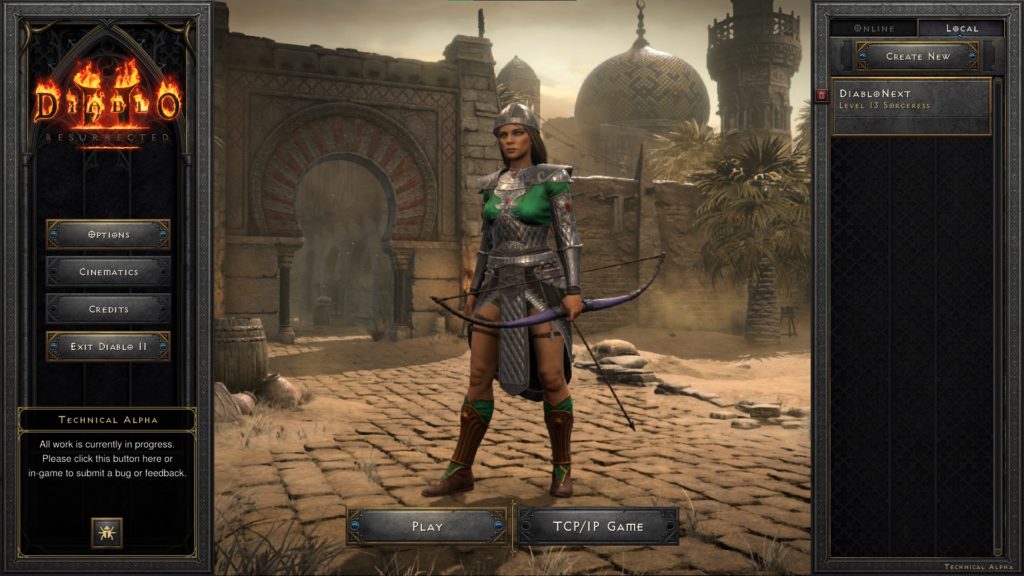 DIABLO II
RESURRECTED
OPTIONS
CINEMATICS
CREDITS
EXIT DIABLO II
TECHNICAL ALPHA
All work is currently in progress.
Please click this button here or
in-game to submit a bug or feedback.
PLAY
TCP/IP GAME
ONLINE
LOCAL
CREATE NEW
DIABLONEXT
LEVEL 13 SORCERESS
TECHNICAL ALPHA